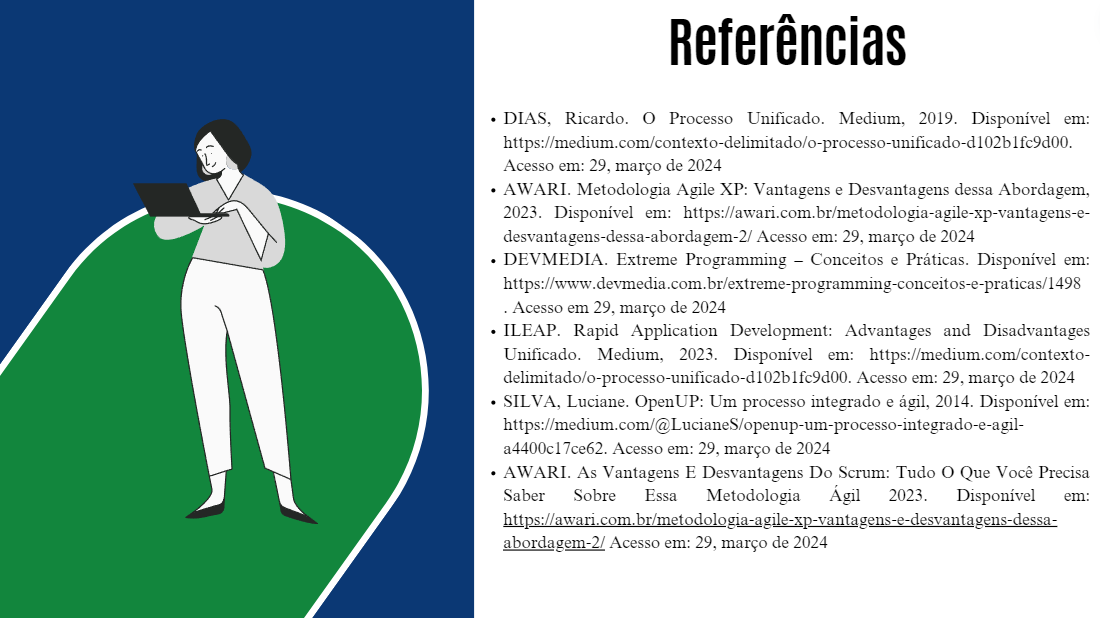 Referências
• DIAS, Ricardo. O Processo Unificado. Medium, 2019. Disponível em:
https://medium.com/contexto-delimitado/o-processo-unificado-d102b1fc9d00.
Acesso em: 29, março de 2024
• AWARI. Metodologia Agile XP: Vantagens e Desvantagens dessa Abordagem,
2023. Disponível em: https://awari.com.br/metodologia-agile-xp-vantagens-e-
desvantagens-dessa-abordagem-2/ Acesso em: 29, março de 2024
• DEVMEDIA. Extreme Programming – Conceitos e Práticas. Disponível em:
https://www.devmedia.com.br/extreme-programming-conceitos-e-praticas/1498
. Acesso em 29, março de 2024
• ILEAP. Rapid Application Development: Advantages and Disadvantages
Unificado. Medium, 2023. Disponível em: https://medium.com/contexto-
delimitado/o-processo-unificado-d102b1fc9d00. Acesso em: 29, março de 2024
• SILVA, Luciane. OpenUP: Um processo integrado e ágil, 2014. Disponível em:
https://medium.com/@LucianeS/openup-um-processo-integrado-e-agil-
a4400c17ce62. Acesso em: 29, março de 2024
• AWARI. As Vantagens E Desvantagens Do Scrum: Tudo O Que Você Precisa
Saber Sobre Essa Metodologia Ágil 2023. Disponível em:
https://awari.com.br/metodologia-agile-xp-vantagens-e-desvantagens-dessa-
abordagem-2/ Acesso em: 29, março de 2024